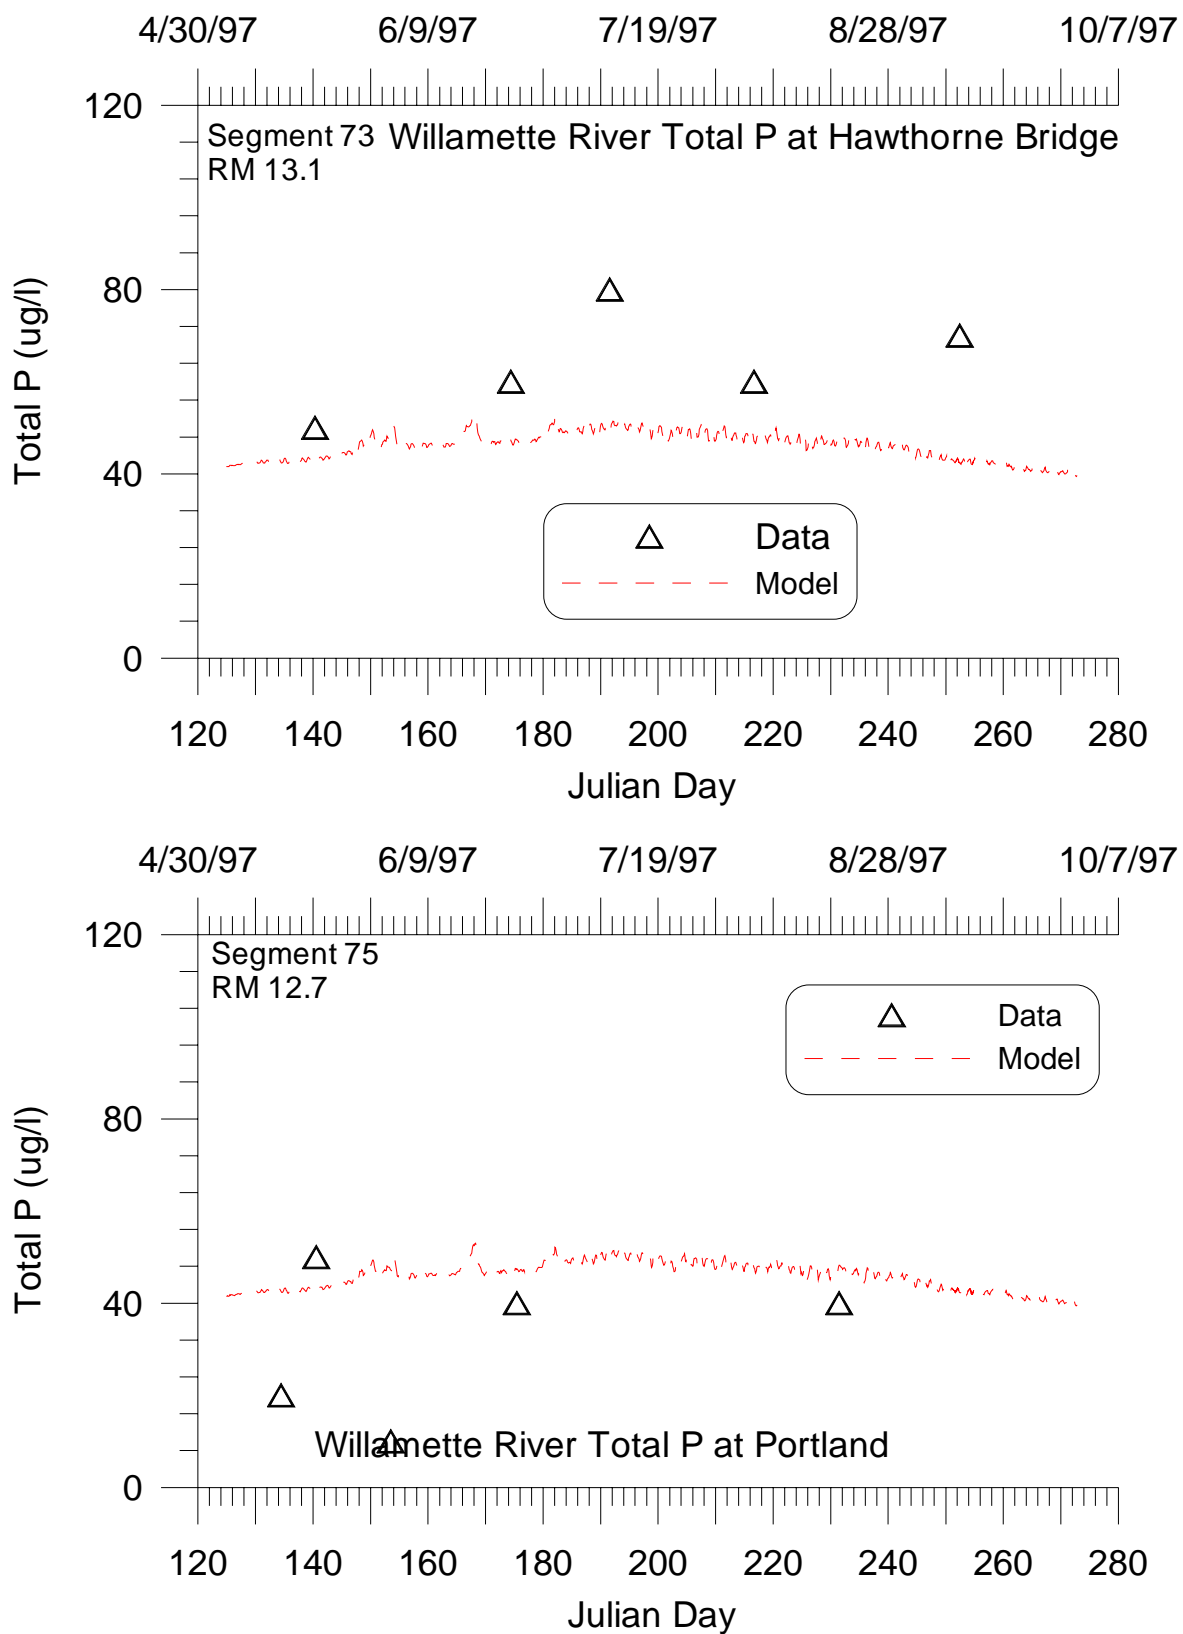 4/30/97 6/9/97 7/19/97 8/28/97 10/7/97
120
Segment 73 Willamette River Total P at Hawthorne Bridge
RM 13.1
80
Total P (ug/l)
40
Data
Model
0
120 140 160 180 200 220 240 260 280
Julian Day
4/30/97 6/9/97 7/19/97 8/28/97 10/7/97
120
Segment 75
RM 12.7
Data
Model
80
Total P (ug/l)
40
Willamette River Total P at Portland
0
120 140 160 180 200 220 240 260 280
Julian Day